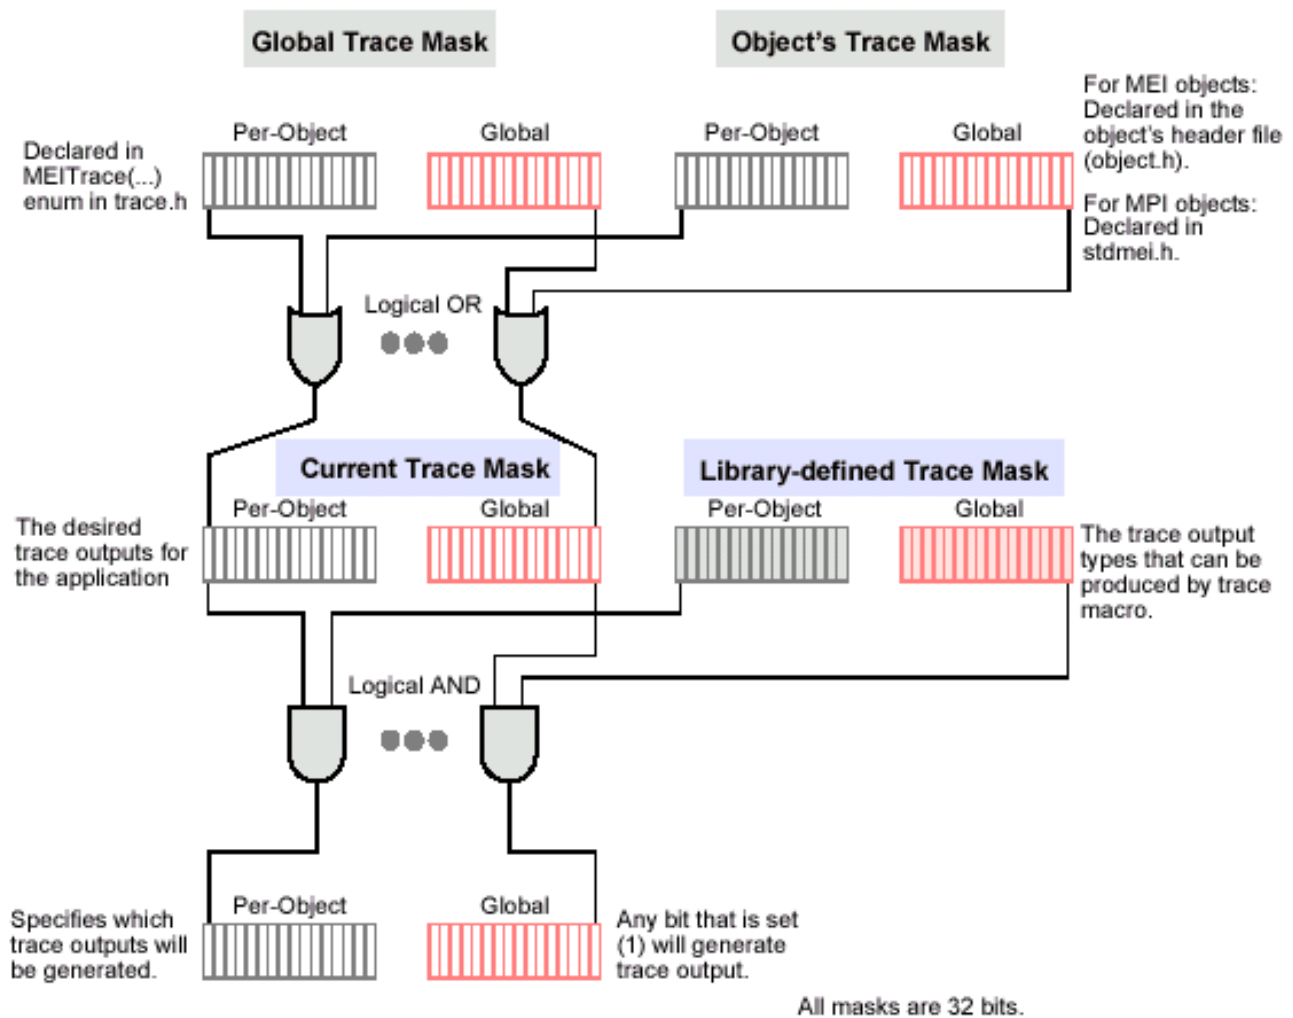 Global Trace Mask
Object's Trace Mask
For MEI objects:
Declared in the
object's header file
(object.h).
For MPI objects:
Declared in
stdmei.h.
Declared in
MEITrace(...)
enum in trace.h
Per-Object
Global
Per-Object
Global
Logical OR
Current Trace Mask
Library-defined Trace Mask
Per-Object
Global
Per-Object
Global
The desired
trace outputs for
the application
The trace output
types that can be
produced by trace
macro.
Logical AND
Per-Object
Global
Specifies which
trace outputs will
be generated.
Any bit that is set
(1) will generate
trace output.
All masks are 32 bits.